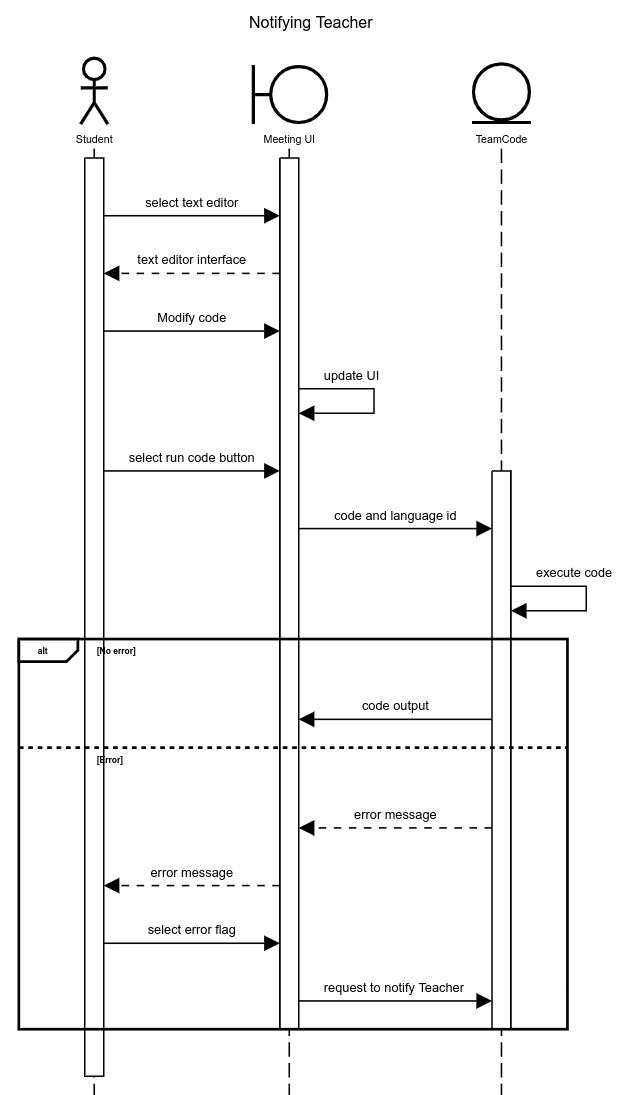 Notifying Teacher
Student
Meeting UI
TeamCode
select text editor
text editor interface
Modify code
update UI
select run code button
code and language id
execute code
alt
[No error]
code output
[Error]
error message
error message
select error flag
request to notify Teacher